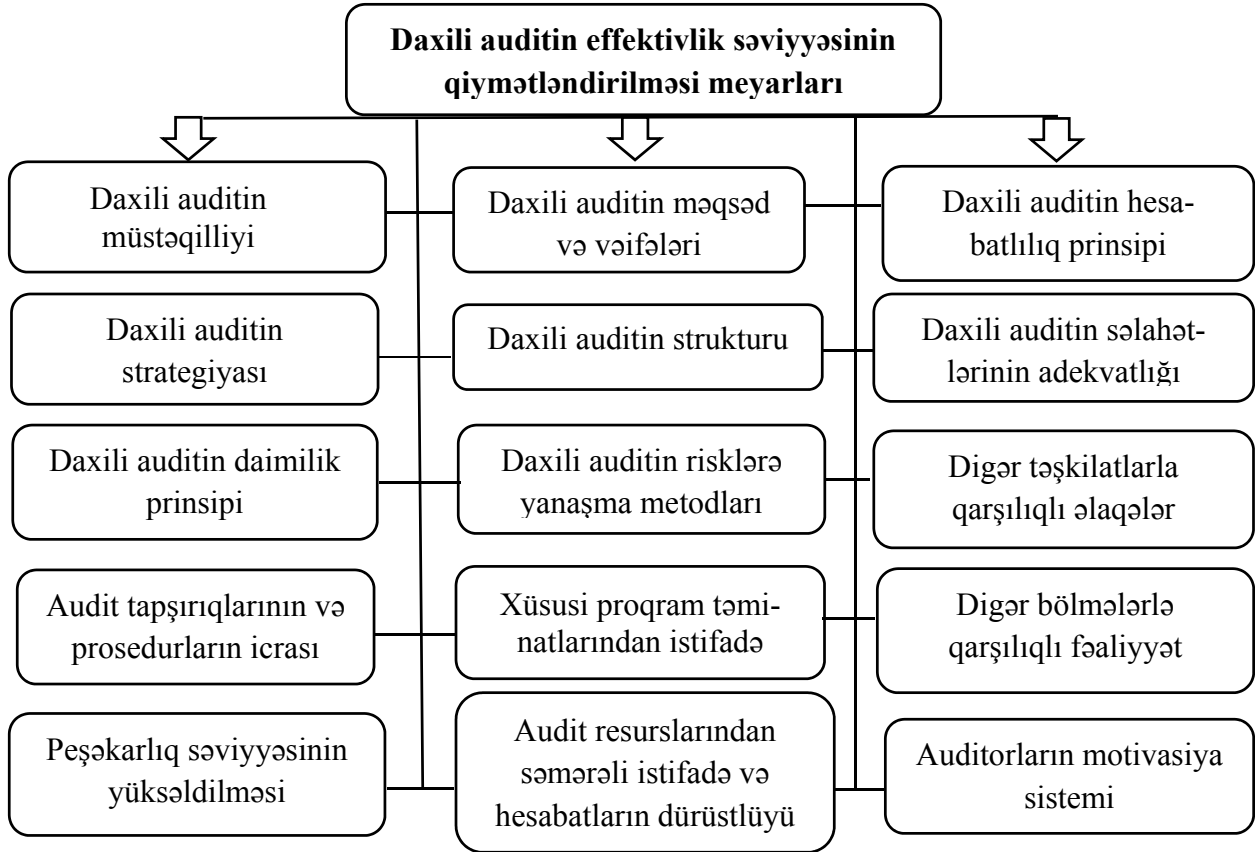 Daxili auditin effektivlik səviyyəsinin
qiymətləndirilməsi meyarları
Daxili auditin
müstəqilliyi
Daxili auditin məqsəd
və vəifələri
Daxili auditin hesa-
batlılıq prinsipi
Daxili auditin
strategiyası
Daxili auditin strukturu
Daxili auditin səlahət-
lərinin adekvatlığı
Daxili auditin daimilik
prinsipi
Daxili auditin risklərə
yanaşma metodları
Digər təşkilatlarla
qarşılıqlı əlaqələr
Audit tapşırıqlarının və
prosedurların icrası
Xüsusi proqram təmi-
natlarından istifadə
Digər bölmələrlə
qarşılıqlı fəaliyyət
Peşəkarlıq səviyyəsinin
yüksəldilməsi
Audit resurslarından
səmərəli istifadə və
hesabatların dürüstlüyü
Auditorların motivasiya
sistemi